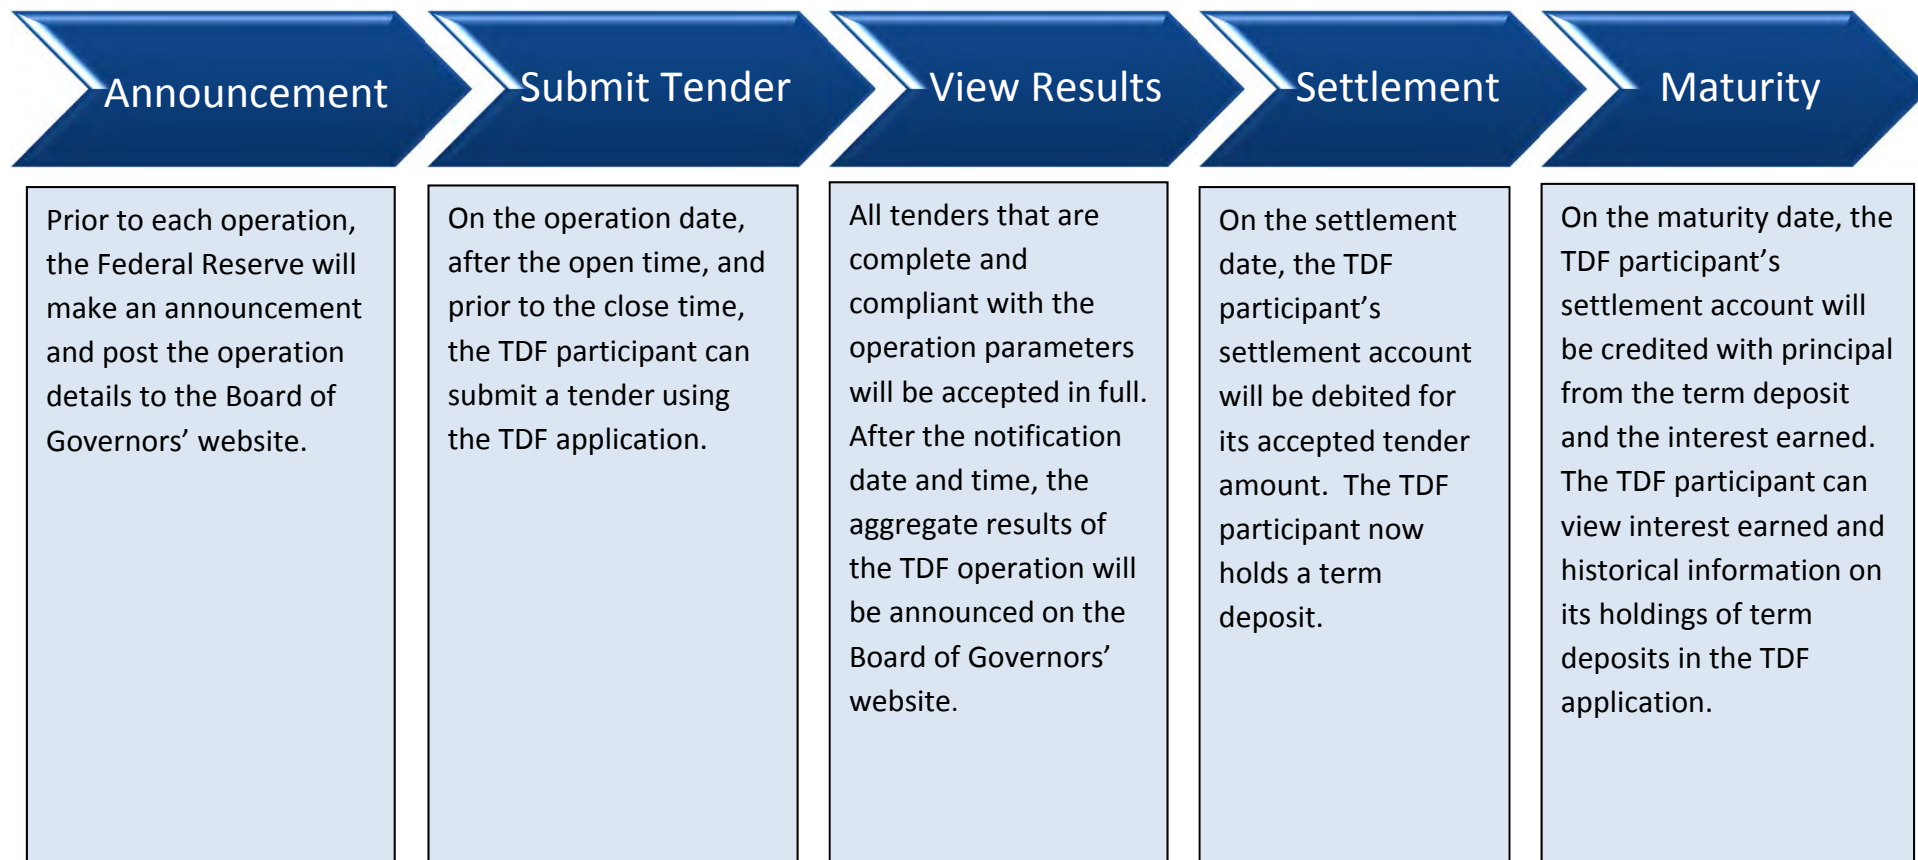 Announcement
Submit Tender
View Results
Settlement
Maturity
Prior to each operation,
the Federal Reserve will
make an announcement
and post the operation
details to the Board of
Governors’ website.
On the operation date,
after the open time, and
prior to the close time,
the TDF participant can
submit a tender using
the TDF application.
All tenders that are
complete and
compliant with the
operation parameters
will be accepted in full.
After the notification
date and time, the
aggregate results of
the TDF operation will
be announced on the
Board of Governors’
website.
On the settlement
date, the TDF
participant’s
settlement account
will be debited for
its accepted tender
amount.  The TDF
participant now
holds a term
deposit.
On the maturity date, the
TDF participant’s
settlement account will
be credited with principal
from the term deposit
and the interest earned.
The TDF participant can
view interest earned and
historical information on
its holdings of term
deposits in the TDF
application.